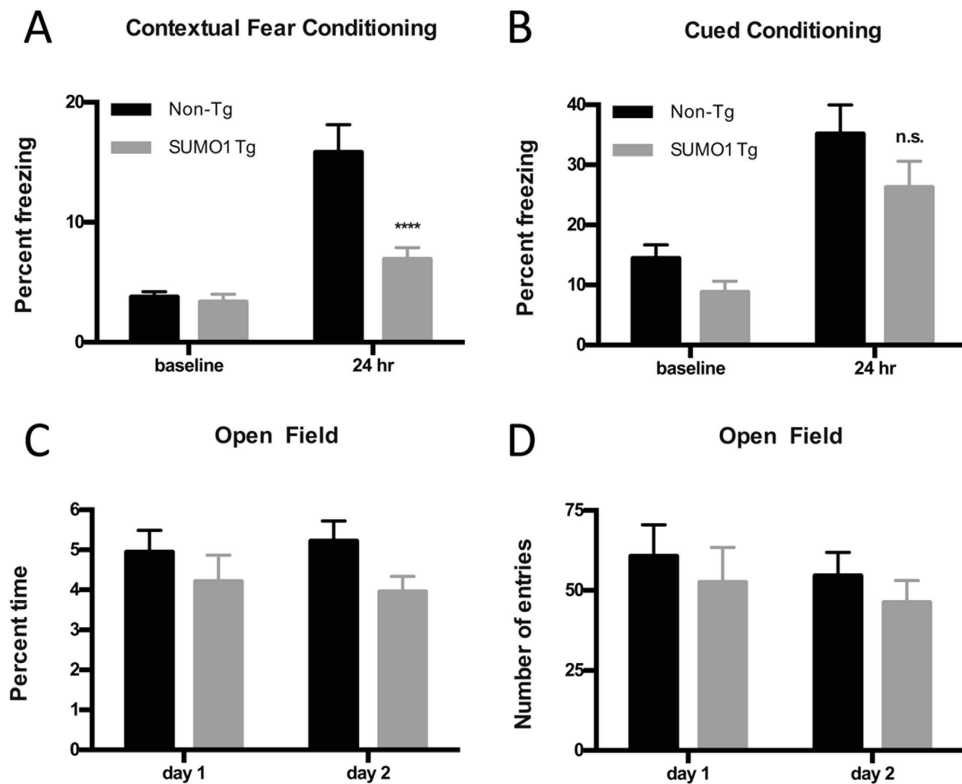 A
Contextual Fear Conditioning
Percent freezing
20
10
0
Non-Tg
SUMO1 Tg
****
baseline
24 hr
B
Cued Conditioning
Percent freezing
40
30
20
10
0
Non-Tg
SUMO1 Tg
n.s.
baseline
24 hr
C
Open Field
Percent time
6
5
4
3
2
1
0
day 1
day 2
D
Open Field
Number of entries
75
50
25
0
day 1
day 2